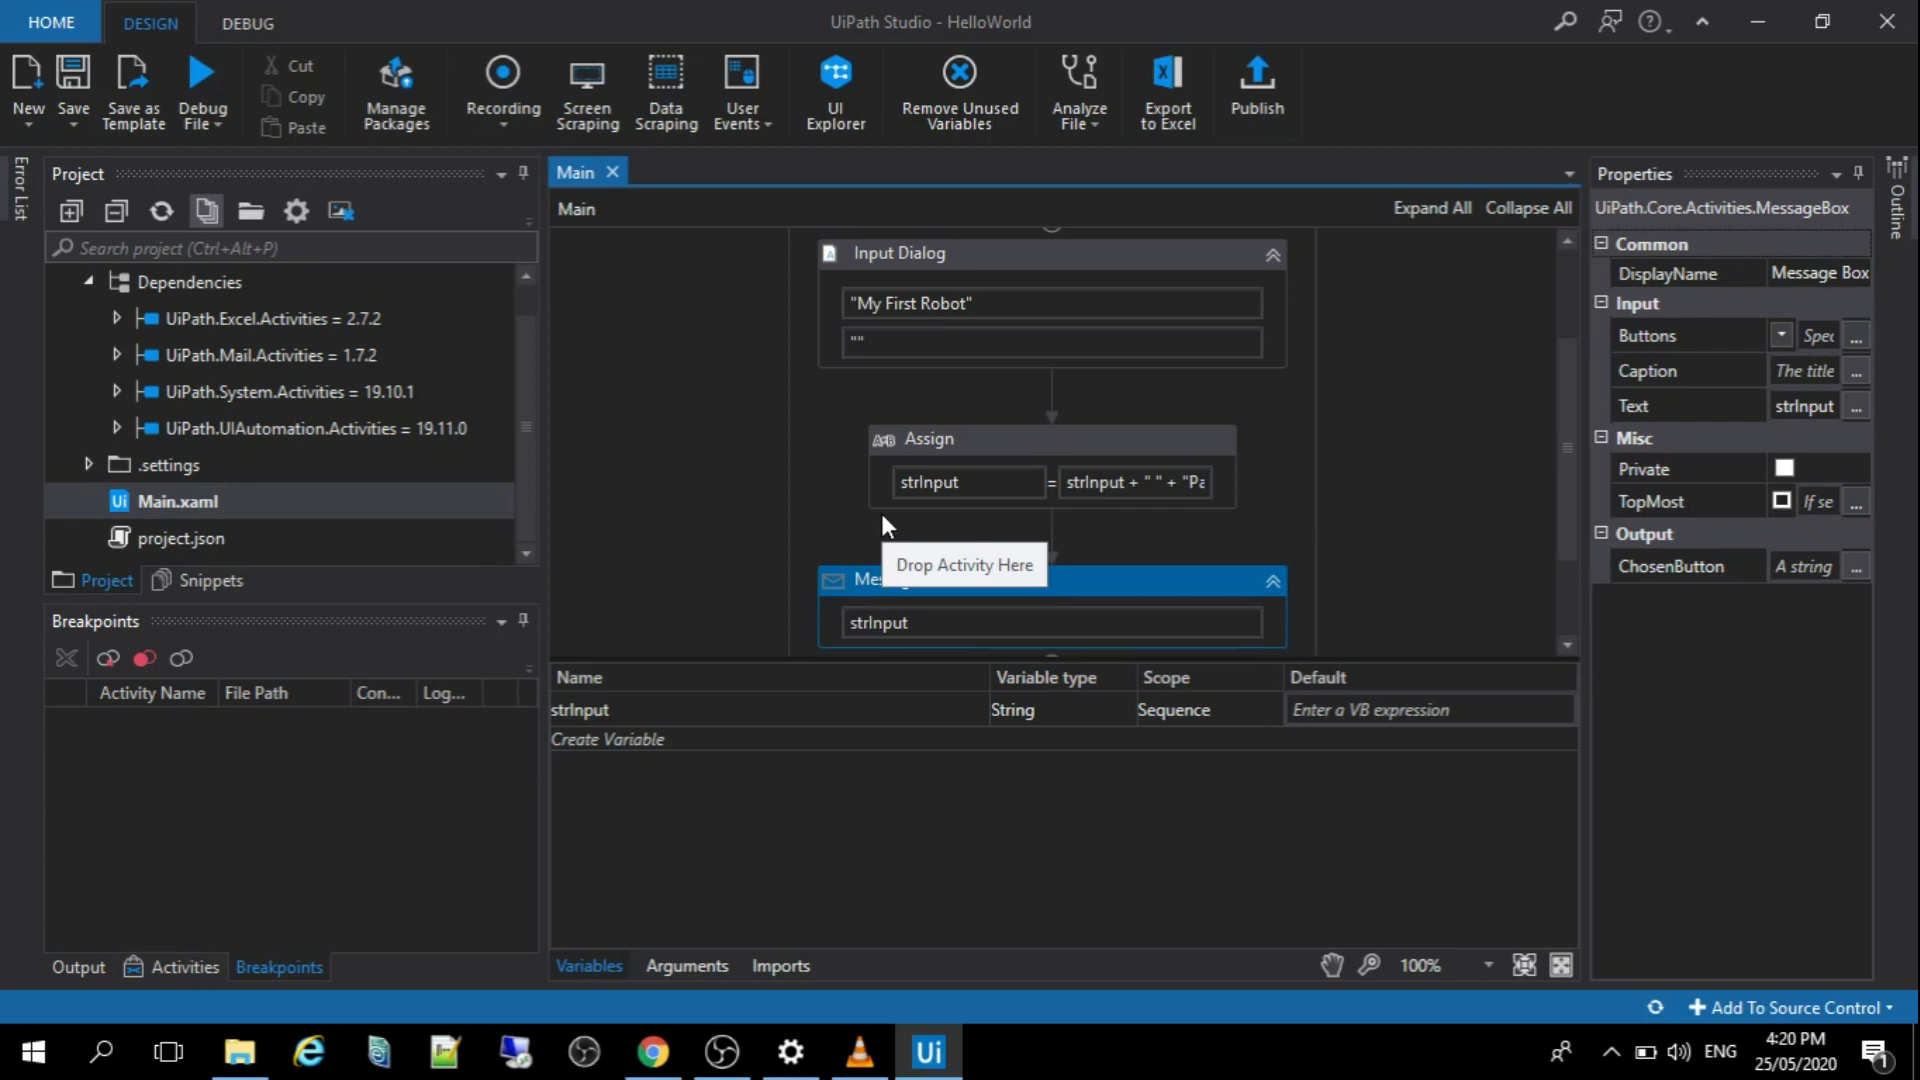 HOME
DESIGN
DEBUG
UiPath Studio - HelloWorld
New
Save
Save as Template
Debug File
Cut
Copy
Paste
Manage Packages
Recording
Screen Scraping
Data Scraping
User Events
UI Explorer
Remove Unused Variables
Analyze File
Export to Excel
Publish
Error List
Project
Search project (Ctrl+Alt+P)
Dependencies
UiPath.Excel.Activities = 2.7.2
UiPath.Mail.Activities = 1.7.2
UiPath.System.Activities = 19.10.1
UiPath.UIAutomation.Activities = 19.11.0
.settings
Main.xaml
project.json
Project
Snippets
Breakpoints
Activity Name
File Path
Con...
Log...
Output
Activities
Breakpoints
Main
Main
Expand All
Collapse All
Input Dialog
"My First Robot"
""
A+B Assign
strInput
=
strInput + " " + "Pa
Drop Activity Here
Mes
strInput
Name
Variable type
Scope
Default
strInput
String
Sequence
Enter a VB expression
Create Variable
Variables
Arguments
Imports
100%
Properties
UiPath.Core.Activities.MessageBox
Common
DisplayName
Message Box
Input
Buttons
Spec
...
Caption
The title
...
Text
strInput
...
Misc
Private
TopMost
If se
...
Output
ChosenButton
A string
...
Outline
Add To Source Control
Ui
ENG
4:20 PM
25/05/2020
1